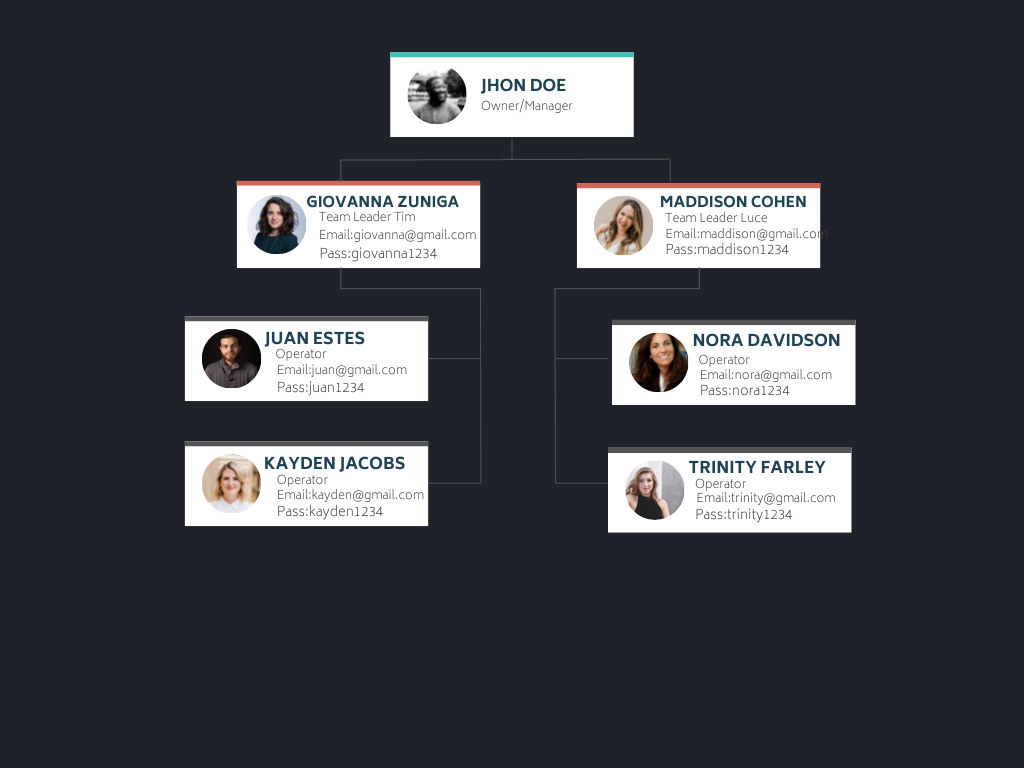 JHON DOE
Owner/Manager
GIOVANNA ZUNIGA
Team Leader Tim
Email:giovanna@gmail.com
Pass:giovanna1234
MADDISON COHEN
Team Leader Luce
Email:maddison@gmail.com
Pass:maddison1234
JUAN ESTES
Operator
Email:juan@gmail.com
Pass:juan1234
NORA DAVIDSON
Operator
Email:nora@gmail.com
Pass:nora1234
KAYDEN JACOBS
Operator
Email:kayden@gmail.com
Pass:kayden1234
TRINITY FARLEY
Operator
Email:trinity@gmail.com
Pass:trinity1234